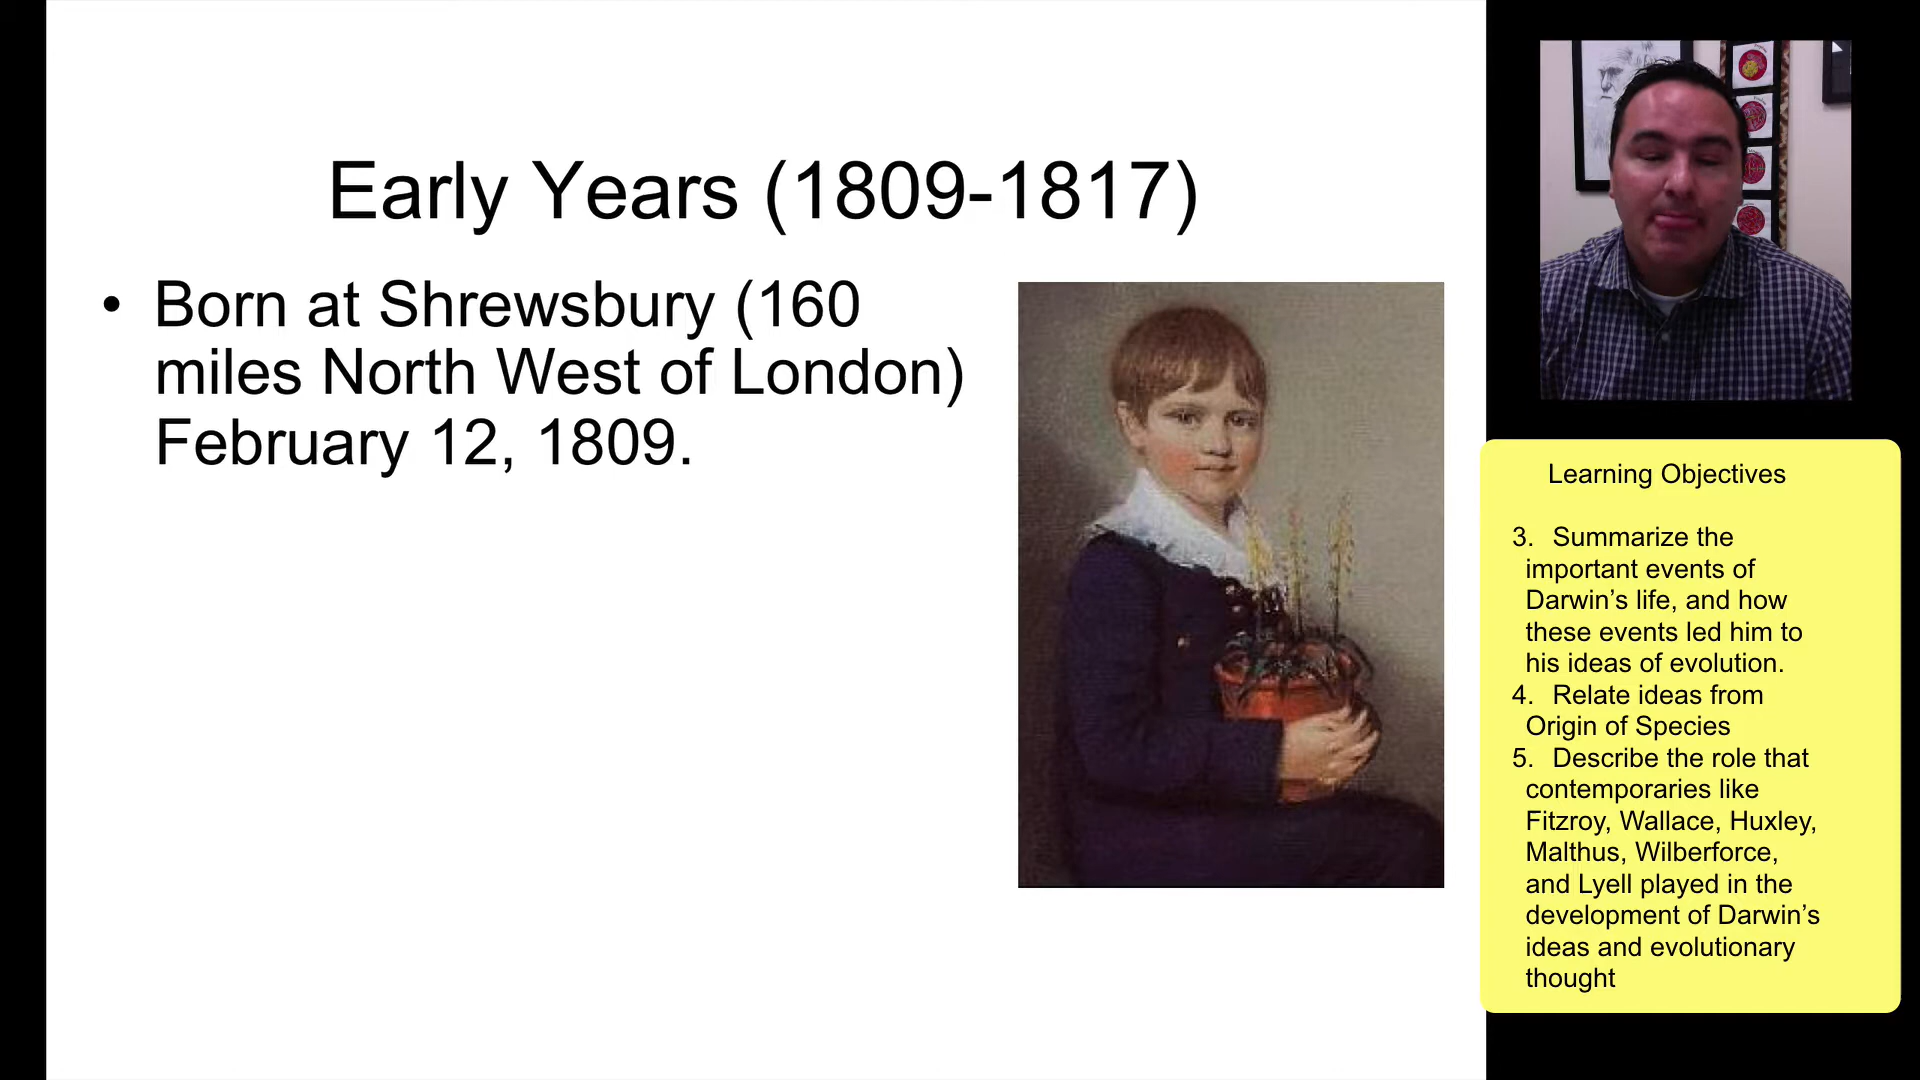 Early Years (1809-1817)
• Born at Shrewsbury (160
miles North West of London)
February 12, 1809.
Learning Objectives
3. Summarize the
important events of
Darwin’s life, and how
these events led him to
his ideas of evolution.
4. Relate ideas from
Origin of Species
5. Describe the role that
contemporaries like
Fitzroy, Wallace, Huxley,
Malthus, Wilberforce,
and Lyell played in the
development of Darwin’s
ideas and evolutionary
thought